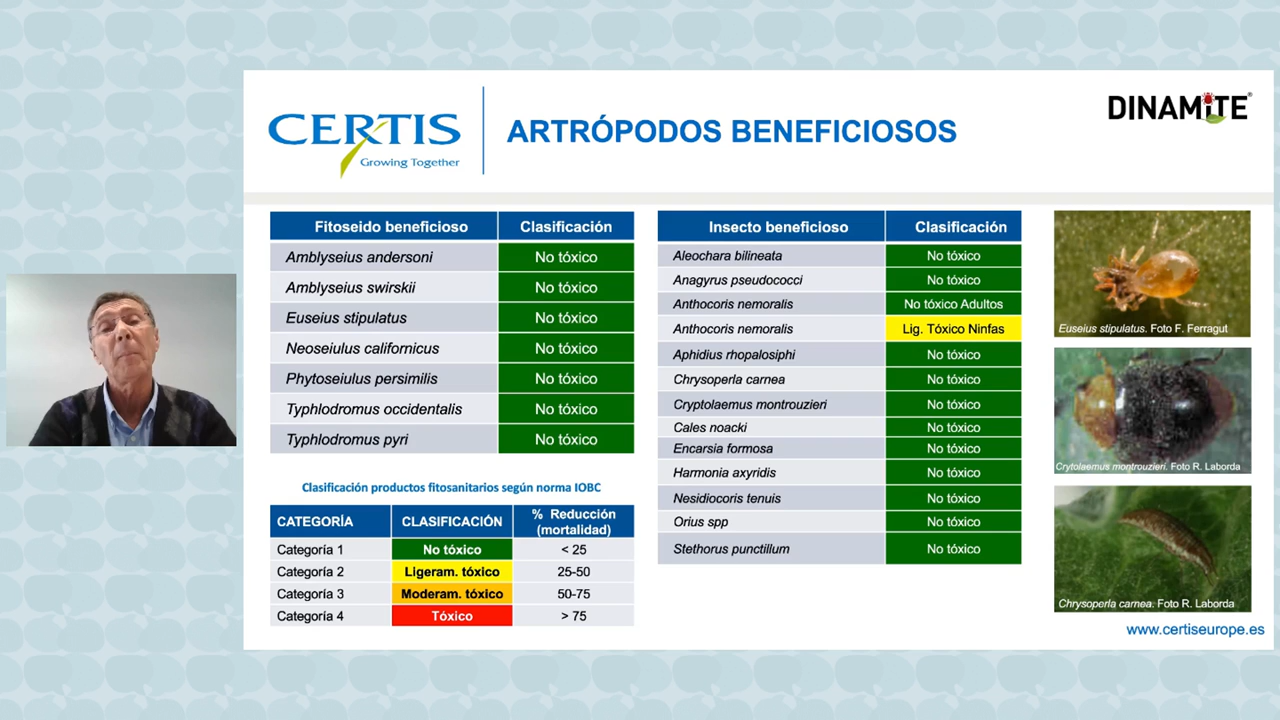 CERTIS
Growing Together
ARTRÓPODOS BENEFICIOSOS
DINAMiTE®
Fitoseido beneficioso Clasificación
Amblyseius andersoni No tóxico
Amblyseius swirskii No tóxico
Euseius stipulatus No tóxico
Neoseiulus californicus No tóxico
Phytoseiulus persimilis No tóxico
Typhlodromus occidentalis No tóxico
Typhlodromus pyri No tóxico
Clasificación productos fitosanitarios según norma IOBC
CATEGORÍA CLASIFICACIÓN % Reducción (mortalidad)
Categoría 1 No tóxico < 25
Categoría 2 Ligeram. tóxico 25-50
Categoría 3 Moderam. tóxico 50-75
Categoría 4 Tóxico > 75
Insecto beneficioso Clasificación
Aleochara bilineata No tóxico
Anagyrus pseudococci No tóxico
Anthocoris nemoralis No tóxico Adultos
Anthocoris nemoralis Lig. Tóxico Ninfas
Aphidius rhopalosiphi No tóxico
Chrysoperla carnea No tóxico
Cryptolaemus montrouzieri No tóxico
Cales noacki No tóxico
Encarsia formosa No tóxico
Harmonia axyridis No tóxico
Nesidiocoris tenuis No tóxico
Orius spp No tóxico
Stethorus punctillum No tóxico
Euseius stipulatus. Foto F. Ferragut
Crytolaemus montrouzieri. Foto R. Laborda
Chrysoperla carnea. Foto R. Laborda
www.certiseurope.es